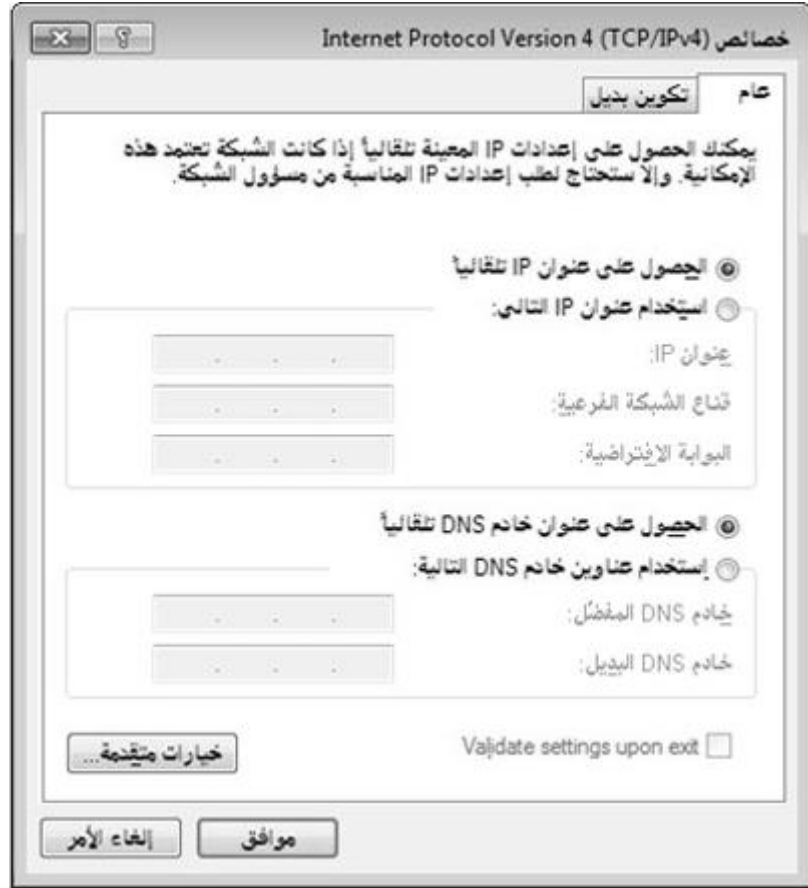 خصائص Internet Protocol Version 4 (TCP/IPv4)
عام
تكوين بديل
يمكنك الحصول على إعدادات IP المعينة تلقائياً إذا كانت الشبكة تعتمد هذه
الإمكانية. وإلا ستحتاج لطلب إعدادات IP المناسبة من مسؤول الشبكة.
الحصول على عنوان IP تلقائياً
استخدام عنوان IP التالي:
عنوان IP:
قناع الشبكة الفرعية:
البوابة الافتراضية:
الحصول على عنوان خادم DNS تلقائياً
إستخدام عناوين خادم DNS التالية:
خادم DNS المفضّل:
خادم DNS البديل:
Validate settings upon exit
خيارات متقدمة...
موافق
إلغاء الأمر